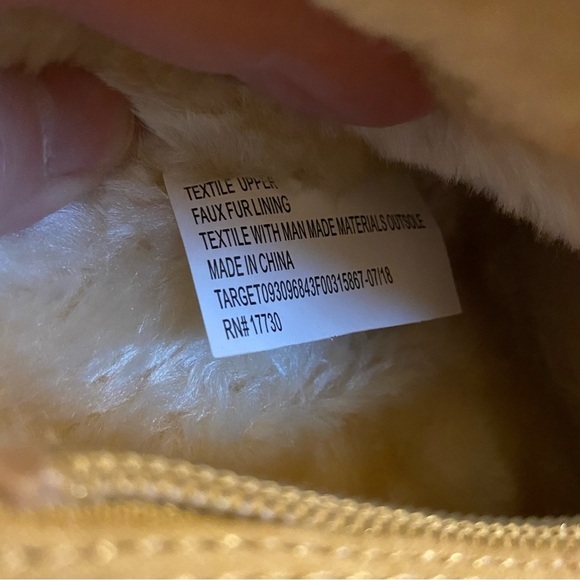 TEXTILE UPPER
FAUX FUR LINING
TEXTILE WITH MAN MADE MATERIALS OUTSOLE
MADE IN CHINA
TARGET093096843F00315867-07/18
RN# 17730